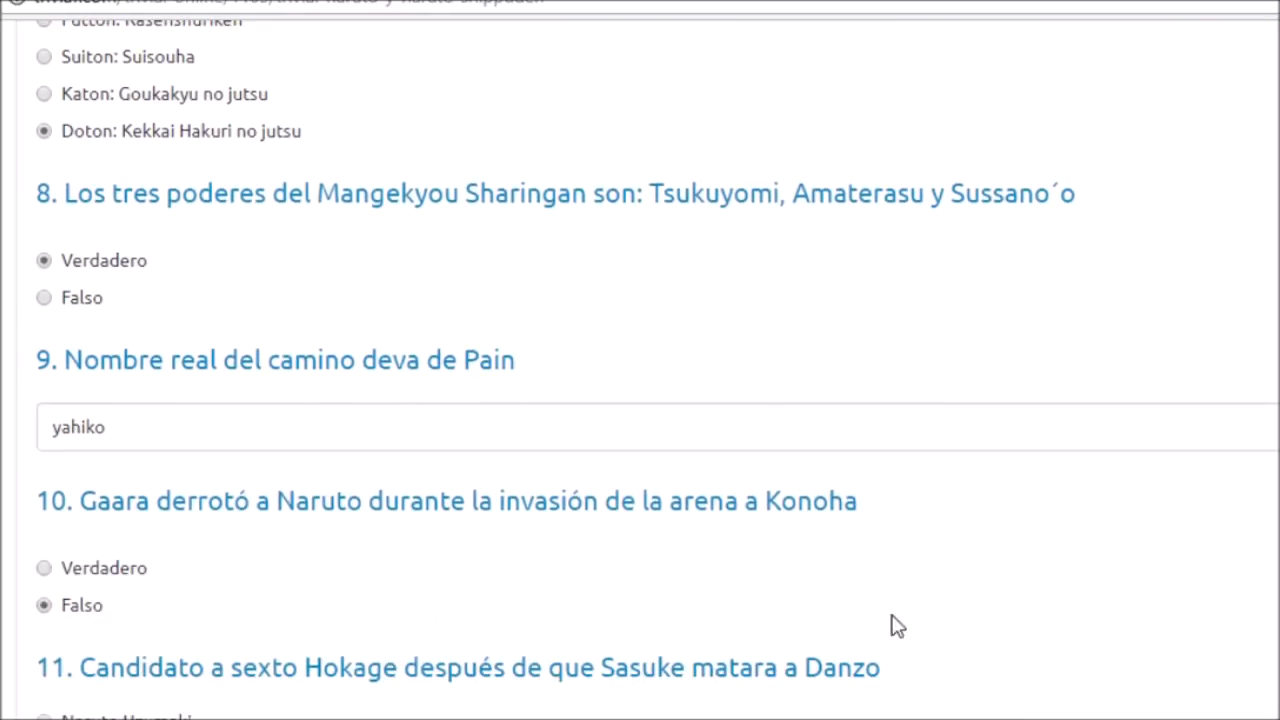 Suiton: Suisouha
Katon: Goukakyu no jutsu
Doton: Kekkai Hakuri no jutsu
8. Los tres poderes del Mangekyou Sharingan son: Tsukuyomi, Amaterasu y Sussano´o
Verdadero
Falso
9. Nombre real del camino deva de Pain
yahiko
10. Gaara derrotó a Naruto durante la invasión de la arena a Konoha
Verdadero
Falso
11. Candidato a sexto Hokage después de que Sasuke matara a Danzo